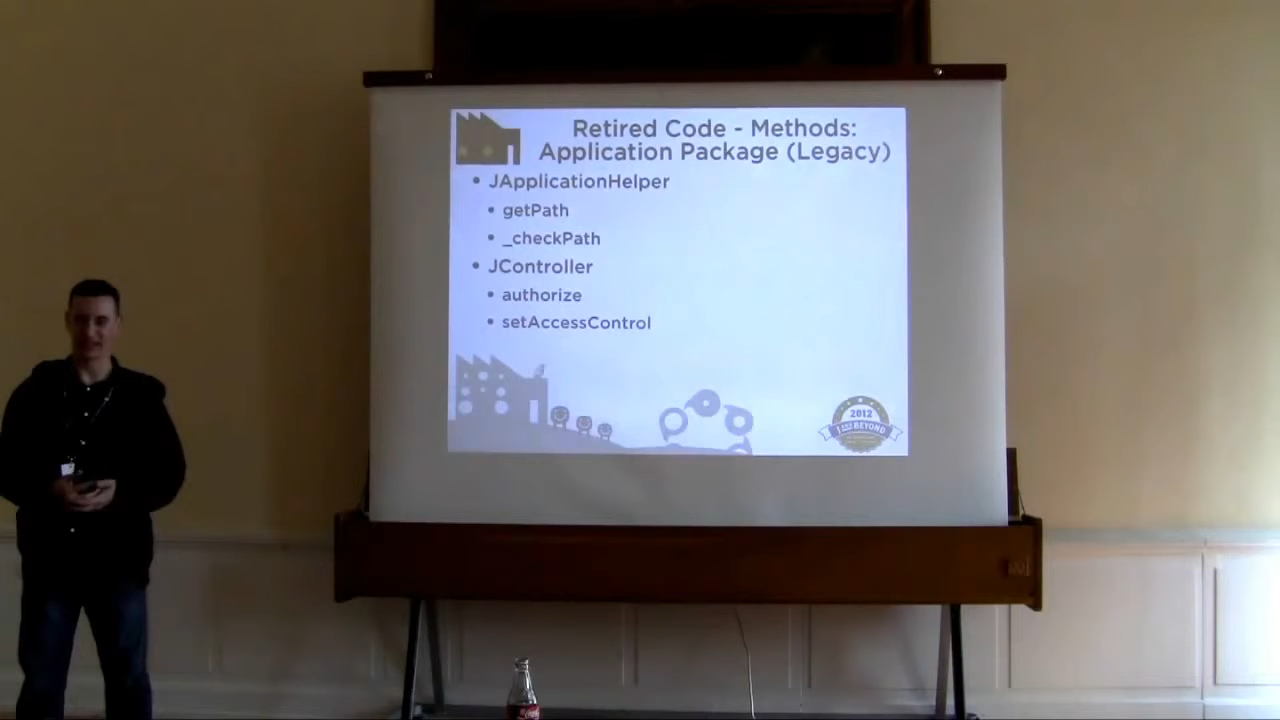 Retired Code - Methods:
Application Package (Legacy)
• JApplicationHelper
• getPath
• _checkPath
• JController
• authorize
• setAccessControl
2012
BEYOND